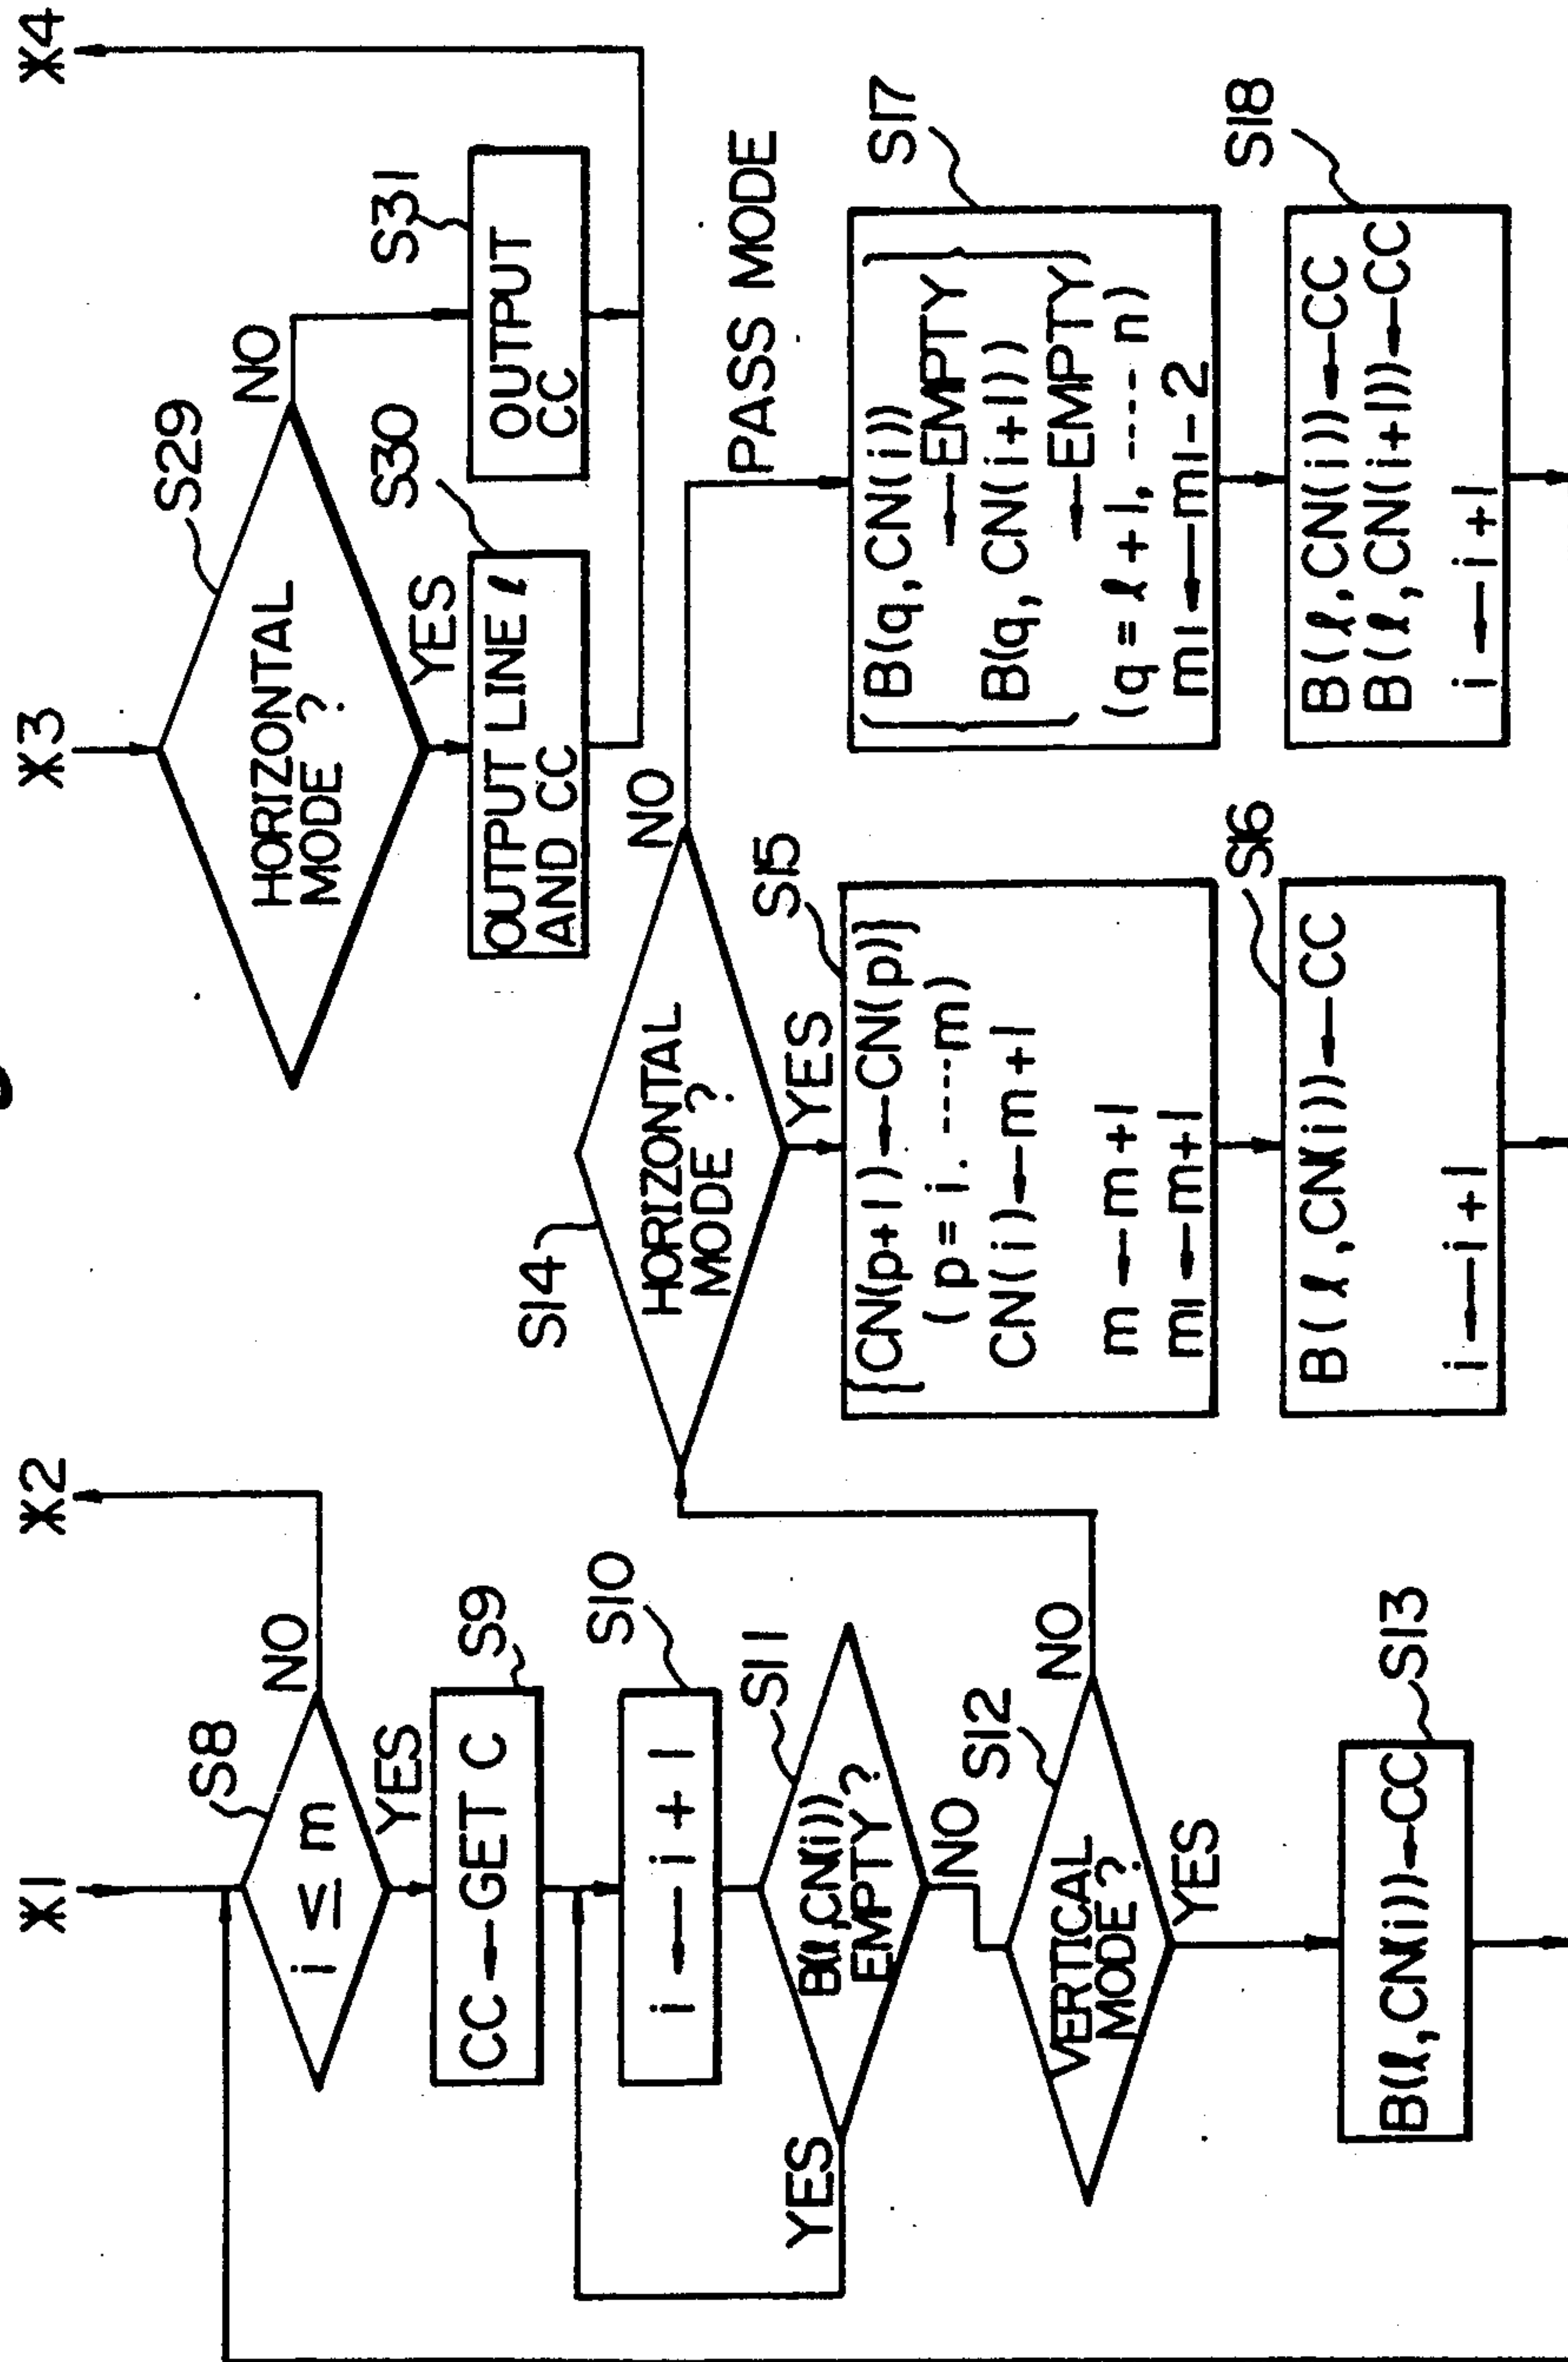 X1
X2
X3
X4
S8
i ≤ m
NO
YES
S9
CC ← GET C
S10
i ← i + 1
S11
B(ℓ,CN(i))
EMPTY ?
YES
NO
S12
VERTICAL
MODE ?
NO
YES
S13
B(ℓ,CN(i))←CC
S29
HORIZONTAL
MODE ?
NO
YES
S30
OUTPUT LINE ℓ
AND CC
S31
OUTPUT
CC
S14
HORIZONTAL
MODE ?
NO
PASS MODE
YES
S15
{CN(p+1)←CN(p)}
(p = i. ----m)
CN(i)←m+1
m←m+1
m1←m+1
S16
B(ℓ,CN(i))←CC
i←i+1
S17
{B(q,CN(i))
←EMPTY
B(q,CN(i+1))
←EMPTY}
(q = ℓ+1, ---- n)
m1←m1-2
S18
B(ℓ,CN(i))←CC
B(ℓ,CN(i+1))←CC
i←i+1